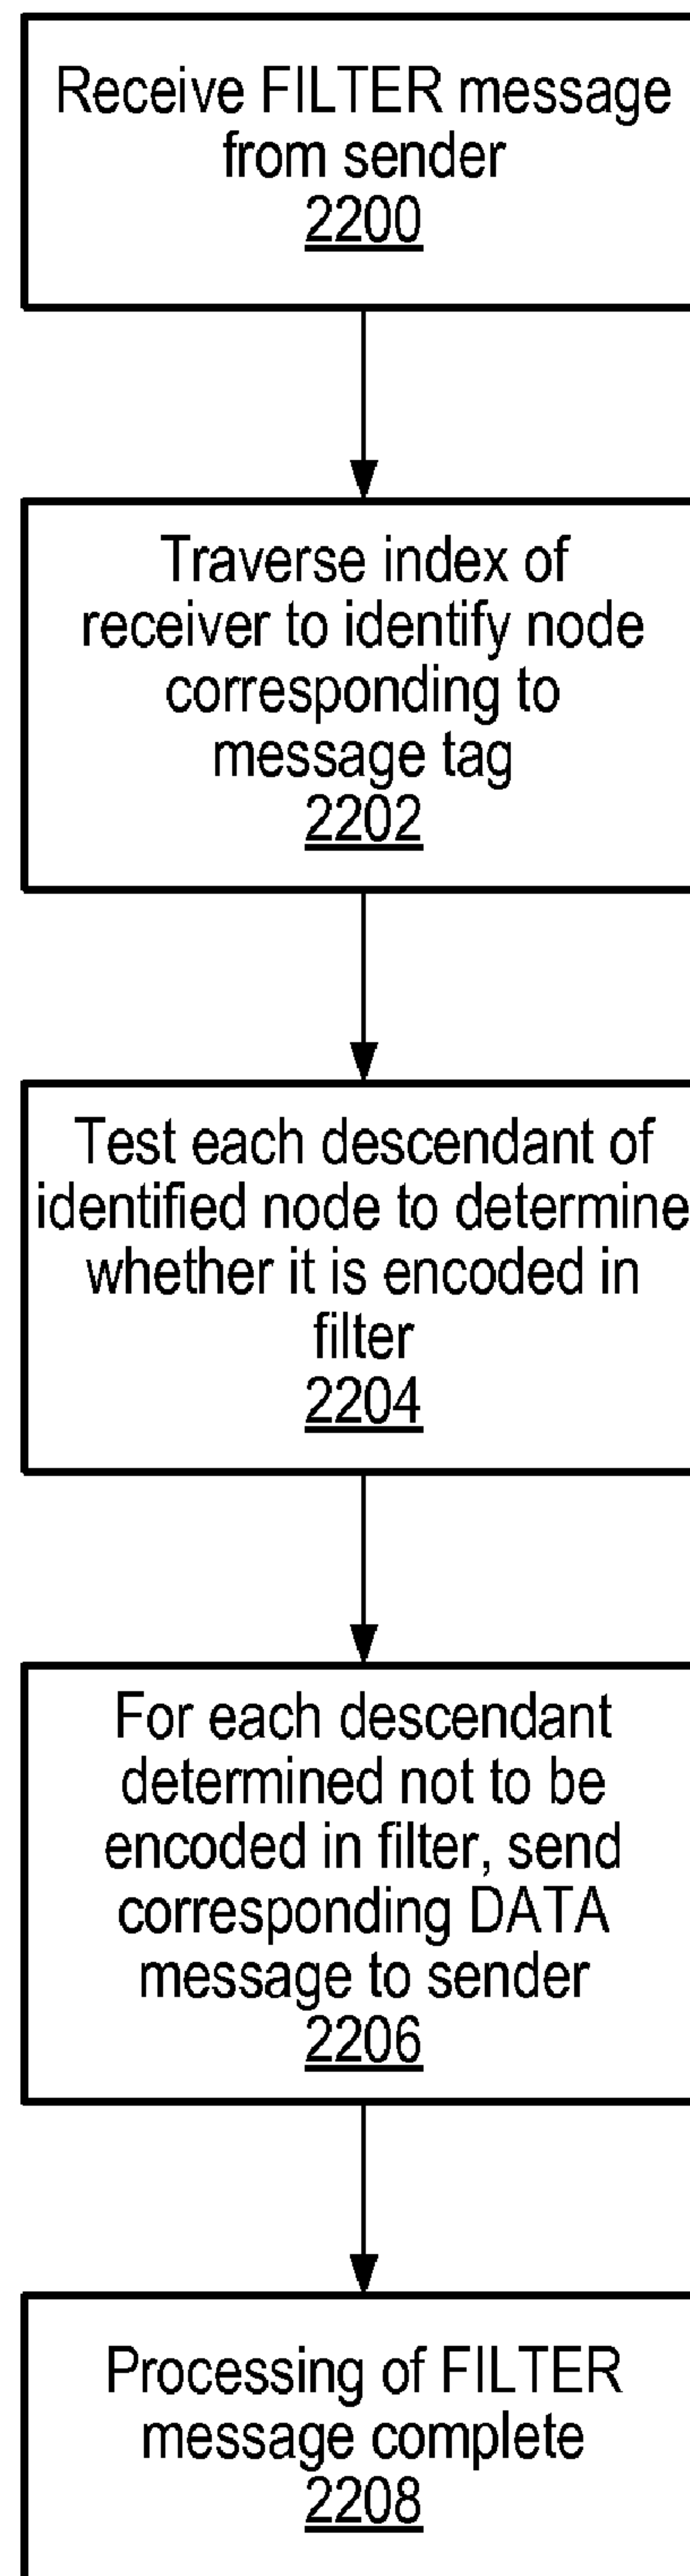 Receive FILTER message
from sender
2200
Traverse index of
receiver to identify node
corresponding to
message tag
2202
Test each descendant of
identified node to determine
whether it is encoded in
filter
2204
For each descendant
determined not to be
encoded in filter, send
corresponding DATA
message to sender
2206
Processing of FILTER
message complete
2208